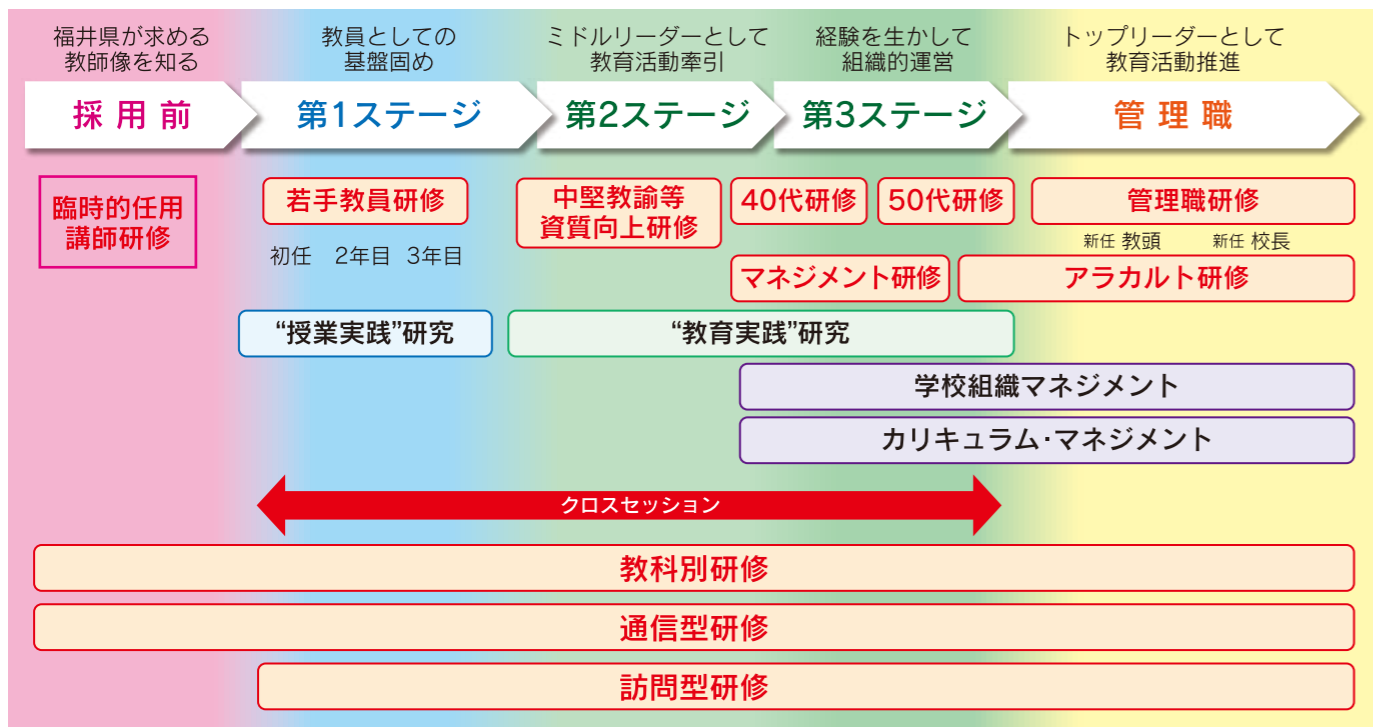 福井県が求める
教師像を知る
教員としての
基盤固め
ミドルリーダーとして
教育活動牽引
経験を生かして
組織的運営
トップリーダーとして
教育活動推進
採用前
第1ステージ
第2ステージ
第3ステージ
管理職
臨時的任用
講師研修
若手教員研修
初任 2年目 3年目
中堅教諭等
資質向上研修
40代研修
50代研修
管理職研修
新任 教頭 新任 校長
マネジメント研修
アラカルト研修
“授業実践”研究
“教育実践”研究
学校組織マネジメント
カリキュラム・マネジメント
クロスセッション
教科別研修
通信型研修
訪問型研修